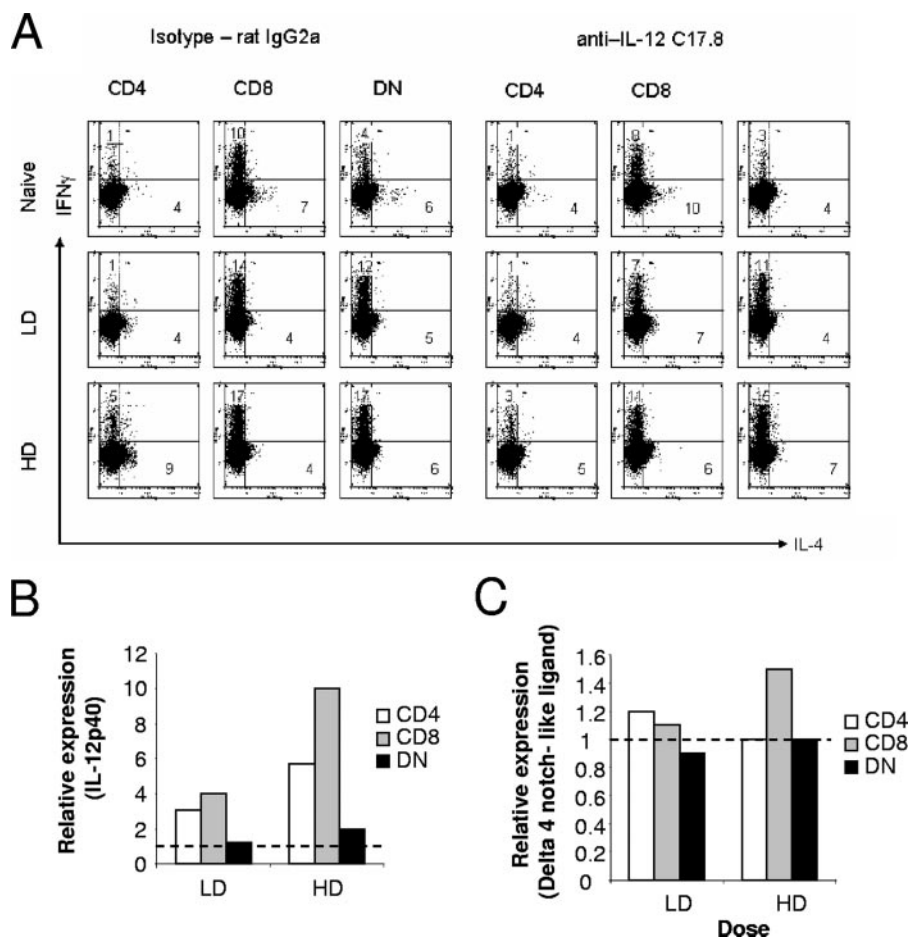 A
Isotype – rat IgG2a
anti–IL-12 C17.8
CD4 CD8 DN CD4 CD8
Naive
IFNγ
1 10 4 1 8 3
4 7 6 4 10 4
LD
1 14 12 1 7 11
4 4 5 4 7 4
HD
5 17 17 3 11 15
9 4 6 5 6 7
IL-4
B
Relative expression
(IL-12p40)
12
10
8
6
4
2
0
LD HD
CD4
CD8
DN
C
Relative expression
(Delta 4 notch- like ligand)
1.6
1.4
1.2
1
0.8
0.6
0.4
0.2
0
LD HD
Dose
CD4
CD8
DN